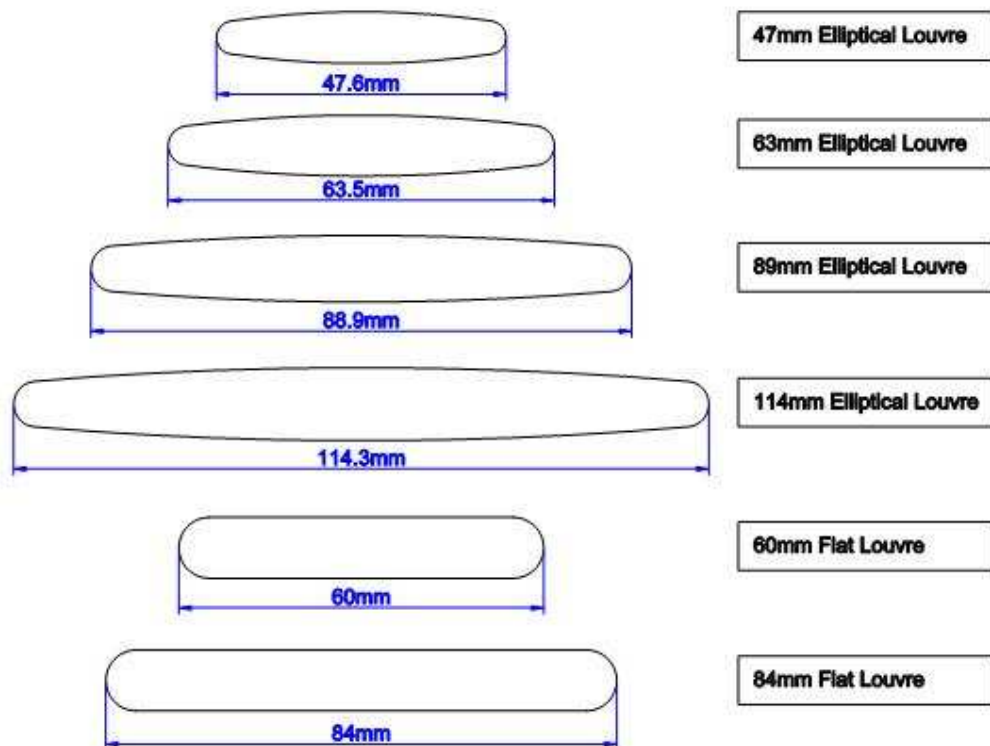 47mm Elliptical Louvre
47.6mm
63mm Elliptical Louvre
63.5mm
89mm Elliptical Louvre
88.9mm
114mm Elliptical Louvre
114.3mm
60mm Flat Louvre
60mm
84mm Flat Louvre
84mm